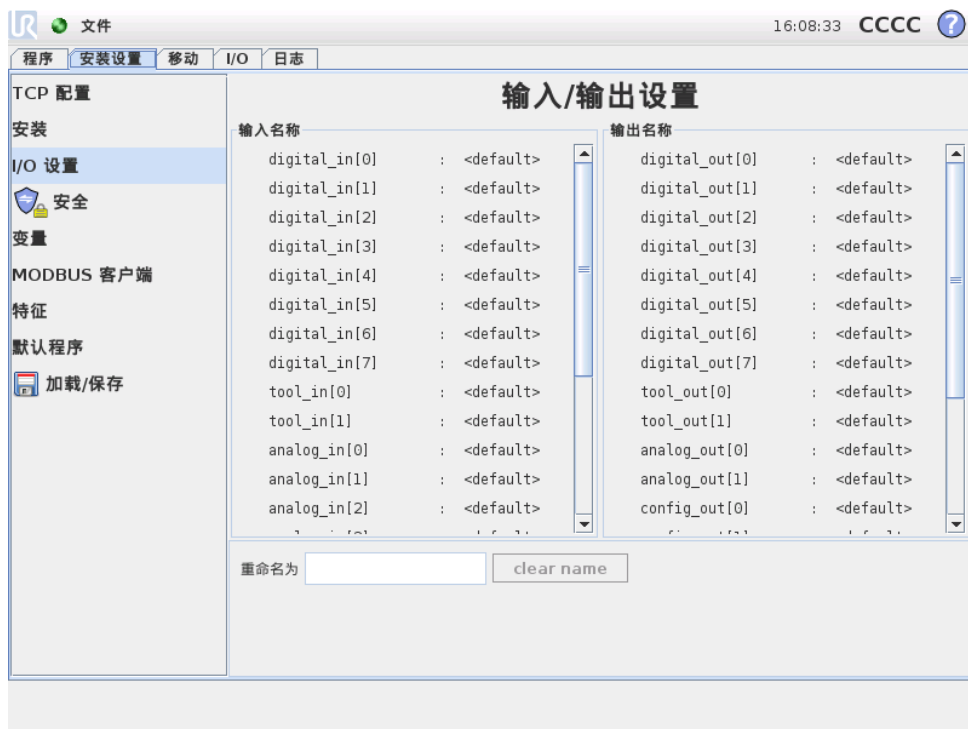 UR 文件 16:08:33 CCCC ?
程序 安装设置 移动 I/O 日志
TCP 配置
安装
I/O 设置
安全
变量
MODBUS 客户端
特征
默认程序
加载/保存
输入/输出设置
输入名称
digital_in[0] : <default>
digital_in[1] : <default>
digital_in[2] : <default>
digital_in[3] : <default>
digital_in[4] : <default>
digital_in[5] : <default>
digital_in[6] : <default>
digital_in[7] : <default>
tool_in[0] : <default>
tool_in[1] : <default>
analog_in[0] : <default>
analog_in[1] : <default>
analog_in[2] : <default>
输出名称
digital_out[0] : <default>
digital_out[1] : <default>
digital_out[2] : <default>
digital_out[3] : <default>
digital_out[4] : <default>
digital_out[5] : <default>
digital_out[6] : <default>
digital_out[7] : <default>
tool_out[0] : <default>
tool_out[1] : <default>
analog_out[0] : <default>
analog_out[1] : <default>
config_out[0] : <default>
重命名为 clear name